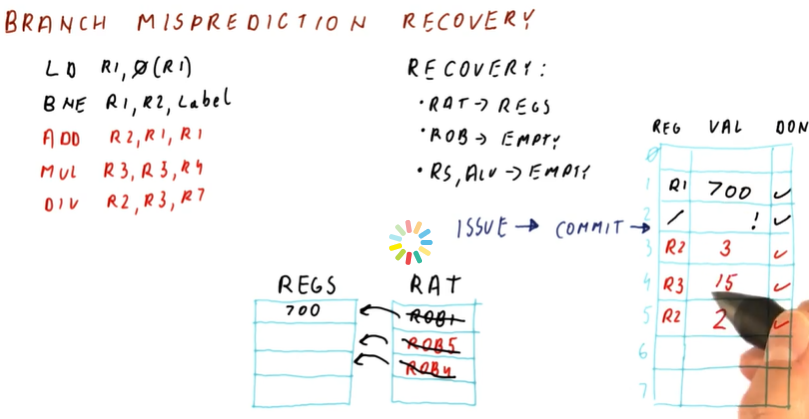 BRANCH MISPREDICTION RECOVERY
LD R1, 0(R1)
BNE R1, R2, Label
ADD R2, R1, R1
MUL R3, R3, R4
DIV R2, R3, R7
RECOVERY:
• RAT → REGS
• ROB → EMPTY
• RS, ALU → EMPTY
ISSUE → COMMIT →
REG VAL DON
0
1 R1 700 ✓
2 / ! ✓
3 R2 3 ✓
4 R3 15 ✓
5 R2 2 ✓
6
7
REGS RAT
700 ROB1
ROB5
ROB4